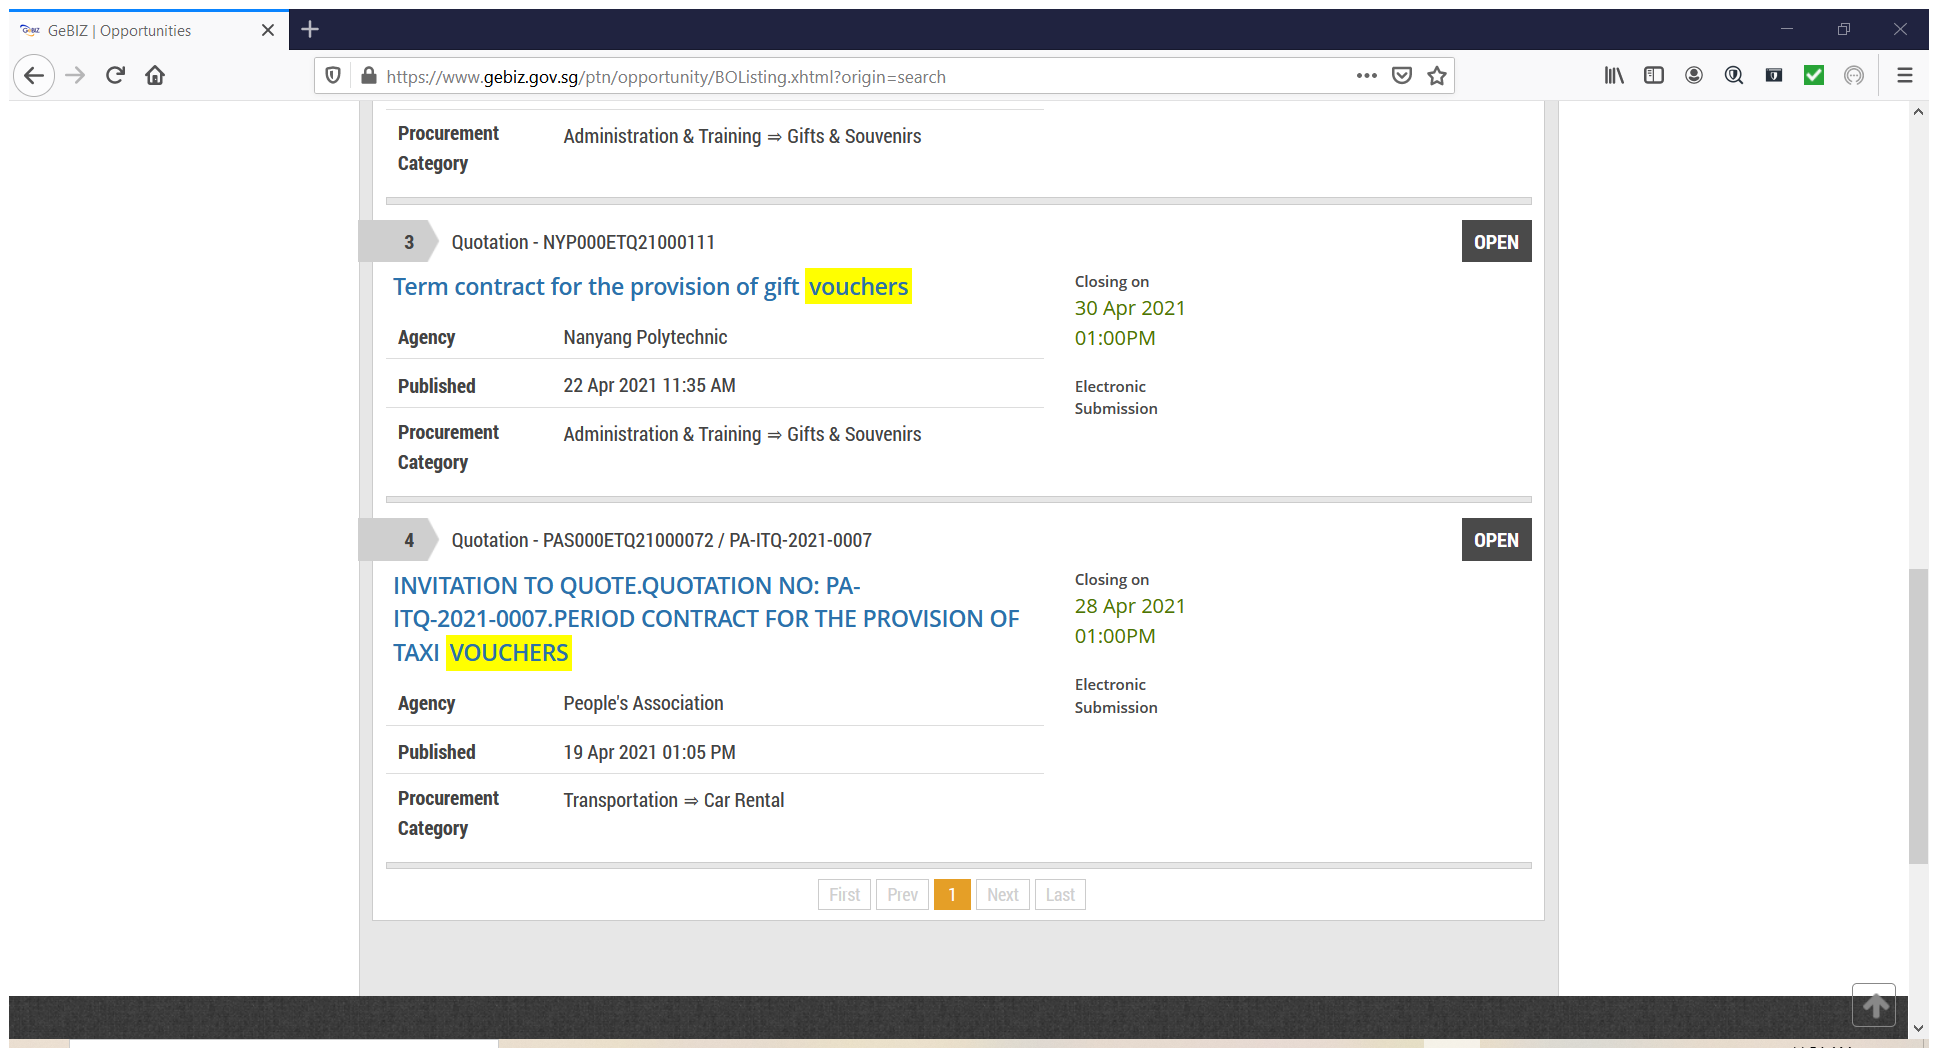 GeBIZ | Opportunities
https://www.gebiz.gov.sg/ptn/opportunity/BOListing.xhtml?origin=search
Procurement Category
Administration & Training ⇒ Gifts & Souvenirs
3
Quotation - NYP000ETQ21000111
OPEN
Term contract for the provision of gift vouchers
Closing on
30 Apr 2021
01:00PM
Agency
Nanyang Polytechnic
Published
22 Apr 2021 11:35 AM
Electronic
Submission
Procurement
Category
Administration & Training ⇒ Gifts & Souvenirs
4
Quotation - PAS000ETQ21000072 / PA-ITQ-2021-0007
OPEN
INVITATION TO QUOTE.QUOTATION NO: PA-
ITQ-2021-0007.PERIOD CONTRACT FOR THE PROVISION OF
TAXI VOUCHERS
Closing on
28 Apr 2021
01:00PM
Electronic
Submission
Agency
People's Association
Published
19 Apr 2021 01:05 PM
Procurement
Category
Transportation ⇒ Car Rental
First Prev 1 Next Last